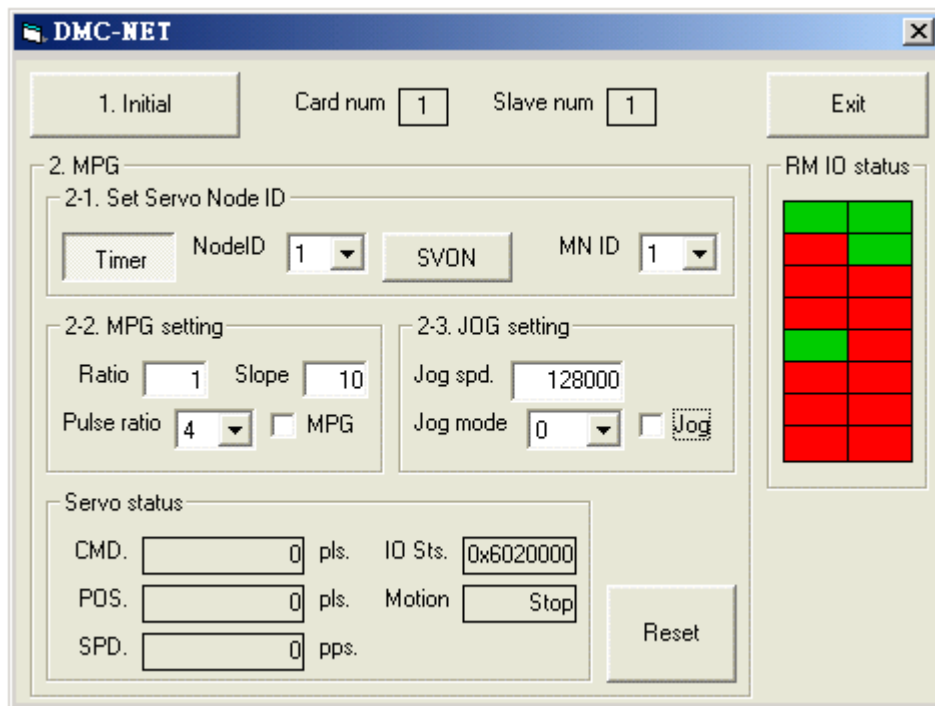 DMC-NET
1. Initial Card num 1 Slave num 1 Exit
2. MPG RM IO status
2-1. Set Servo Node ID
Timer NodeID 1 SVON MN ID 1
2-2. MPG setting 2-3. JOG setting
Ratio 1 Slope 10 Jog spd. 128000
Pulse ratio 4 MPG Jog mode 0 Jog
Servo status
CMD. 0 pls. IO Sts. 0x6020000
POS. 0 pls. Motion Stop
SPD. 0 pps. Reset